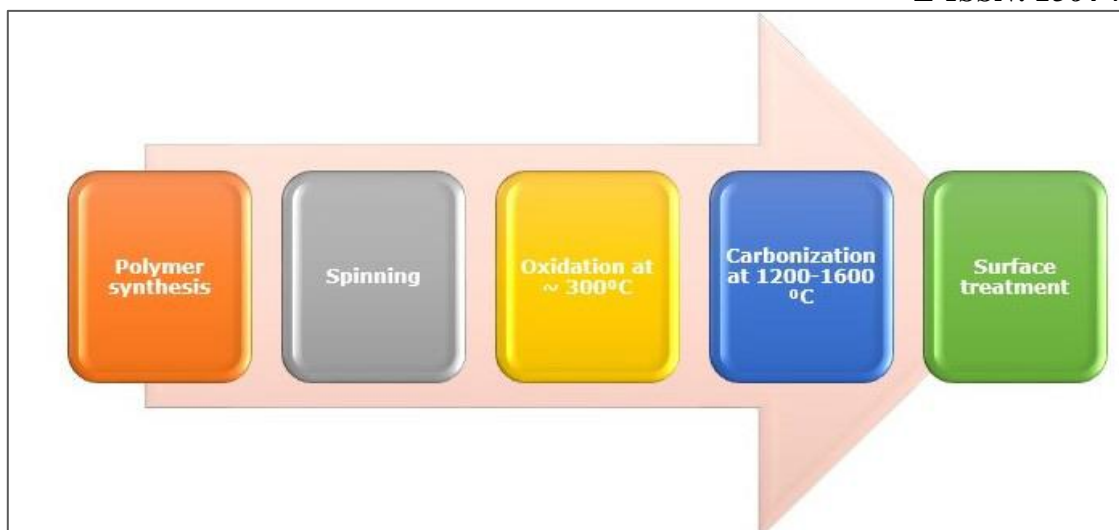 Polymer
synthesis
Spinning
Oxidation at
~ 300ºC
Carbonization
at 1200-1600
ºC
Surface
treatment